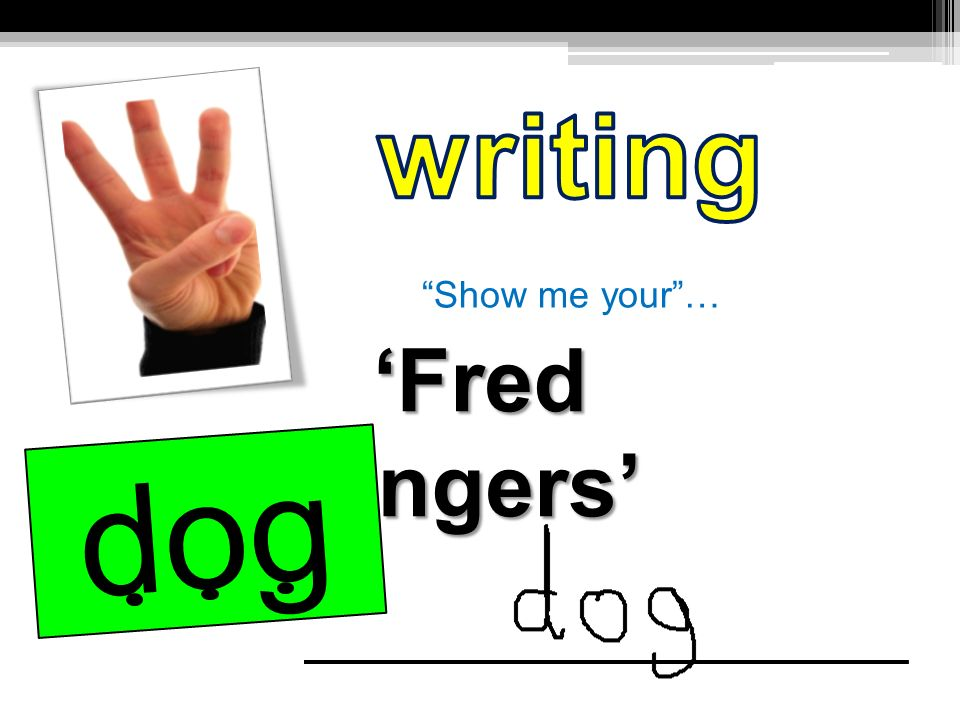 writing
“Show me your”…
‘Fred
ngers’
dog
dog